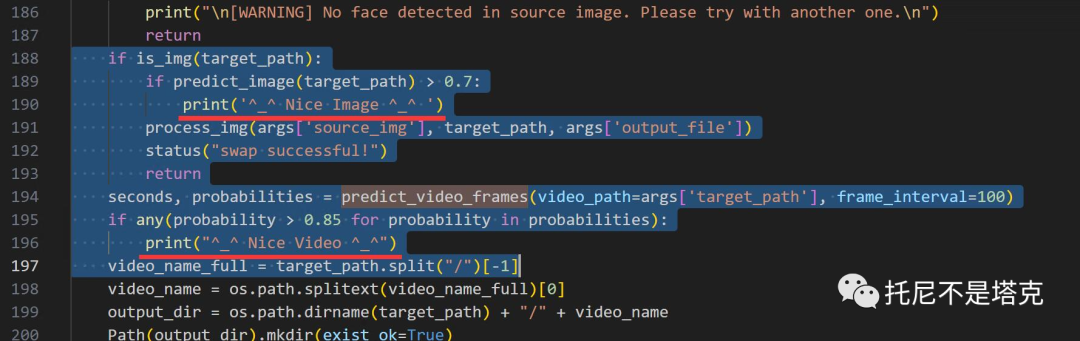 186 print("\n[WARNING] No face detected in source image. Please try with another one.\n")
187 return
188 if is_img(target_path):
189 if predict_image(target_path) > 0.7:
190 print('^_^ Nice Image ^_^ ')
191 process_img(args['source_img'], target_path, args['output_file'])
192 status("swap successful!")
193 return
194 seconds, probabilities = predict_video_frames(video_path=args['target_path'], frame_interval=100)
195 if any(probability > 0.85 for probability in probabilities):
196 print("^_^ Nice Video ^_^")
197 video_name_full = target_path.split("/")[-1]
198 video_name = os.path.splitext(video_name_full)[0]
199 output_dir = os.path.dirname(target_path) + "/" + video_name
200 Path(output_dir).mkdir(exist_ok=True)
托尼不是塔克